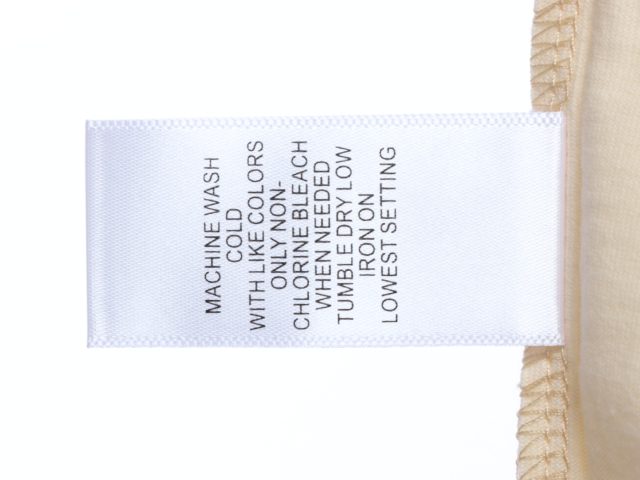 MACHINE WASH
COLD
WITH LIKE COLORS
ONLY NON-
CHLORINE BLEACH
WHEN NEEDED
TUMBLE DRY LOW
IRON ON
LOWEST SETTING